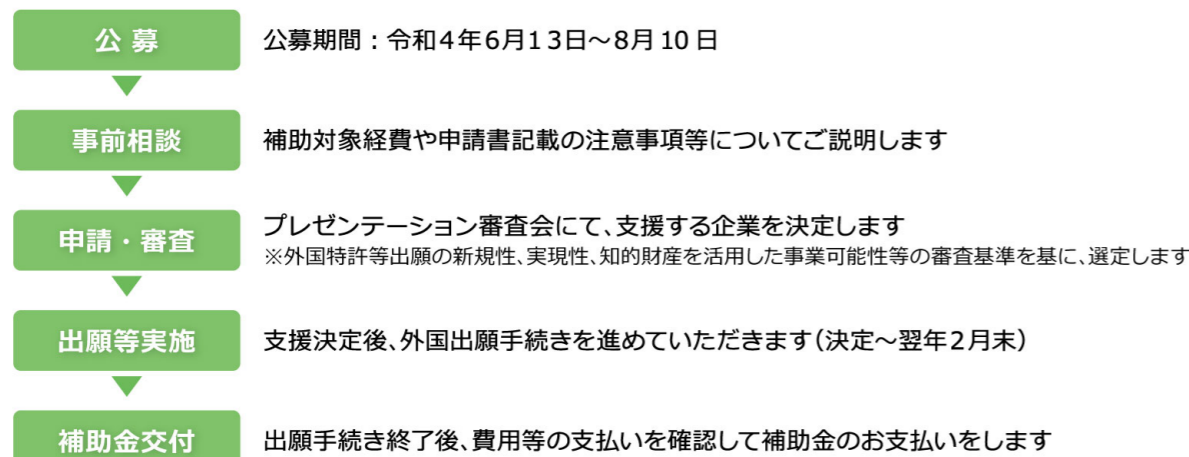 公募
公募期間：令和4年6月13日～8月10日
事前相談
補助対象経費や申請書記載の注意事項等についてご説明します
申請・審査
プレゼンテーション審査会にて、支援する企業を決定します
※外国特許等出願の新規性、実現性、知的財産を活用した事業可能性等の審査基準を基に、選定します
出願等実施
支援決定後、外国出願手続きを進めていただきます（決定～翌年2月末）
補助金交付
出願手続き終了後、費用等の支払いを確認して補助金のお支払いをします